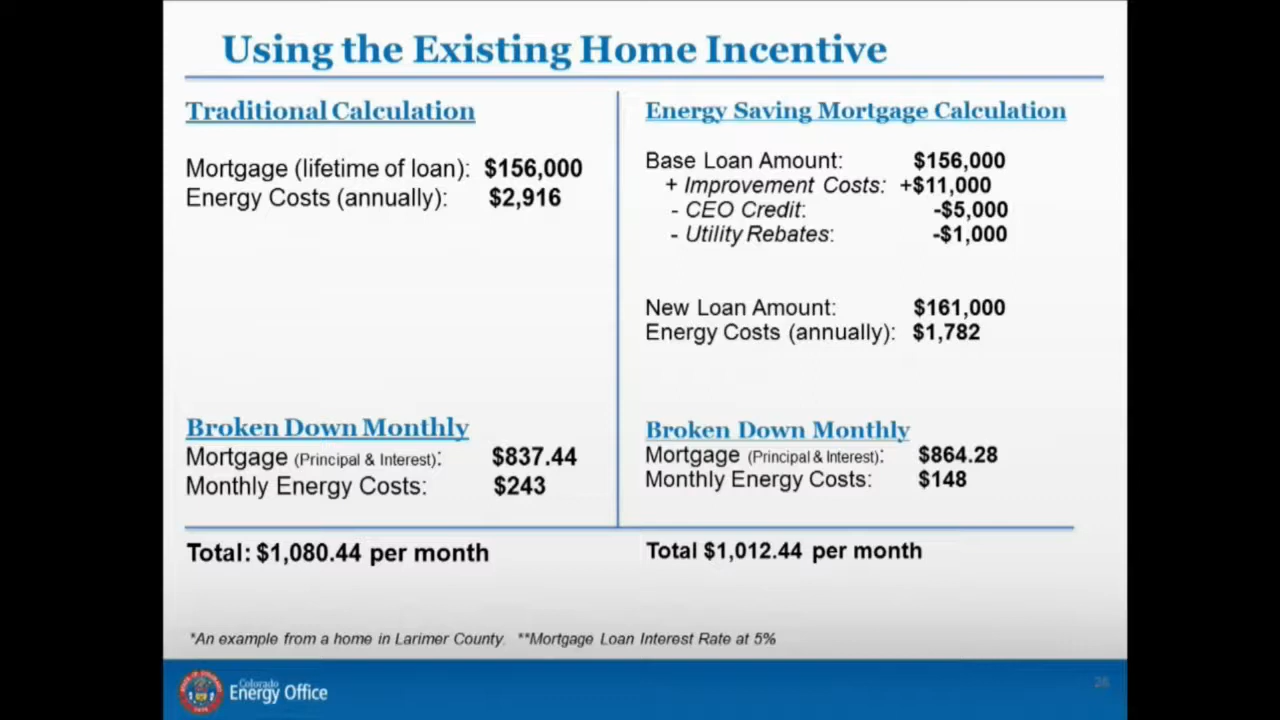 Using the Existing Home Incentive
Traditional Calculation
Mortgage (lifetime of loan): $156,000
Energy Costs (annually): $2,916
Broken Down Monthly
Mortgage (Principal & Interest): $837.44
Monthly Energy Costs: $243
Total: $1,080.44 per month
Energy Saving Mortgage Calculation
Base Loan Amount: $156,000
+ Improvement Costs: +$11,000
- CEO Credit: -$5,000
- Utility Rebates: -$1,000
New Loan Amount: $161,000
Energy Costs (annually): $1,782
Broken Down Monthly
Mortgage (Principal & Interest): $864.28
Monthly Energy Costs: $148
Total $1,012.44 per month
*An example from a home in Larimer County. **Mortgage Loan Interest Rate at 5%
Colorado
Energy Office